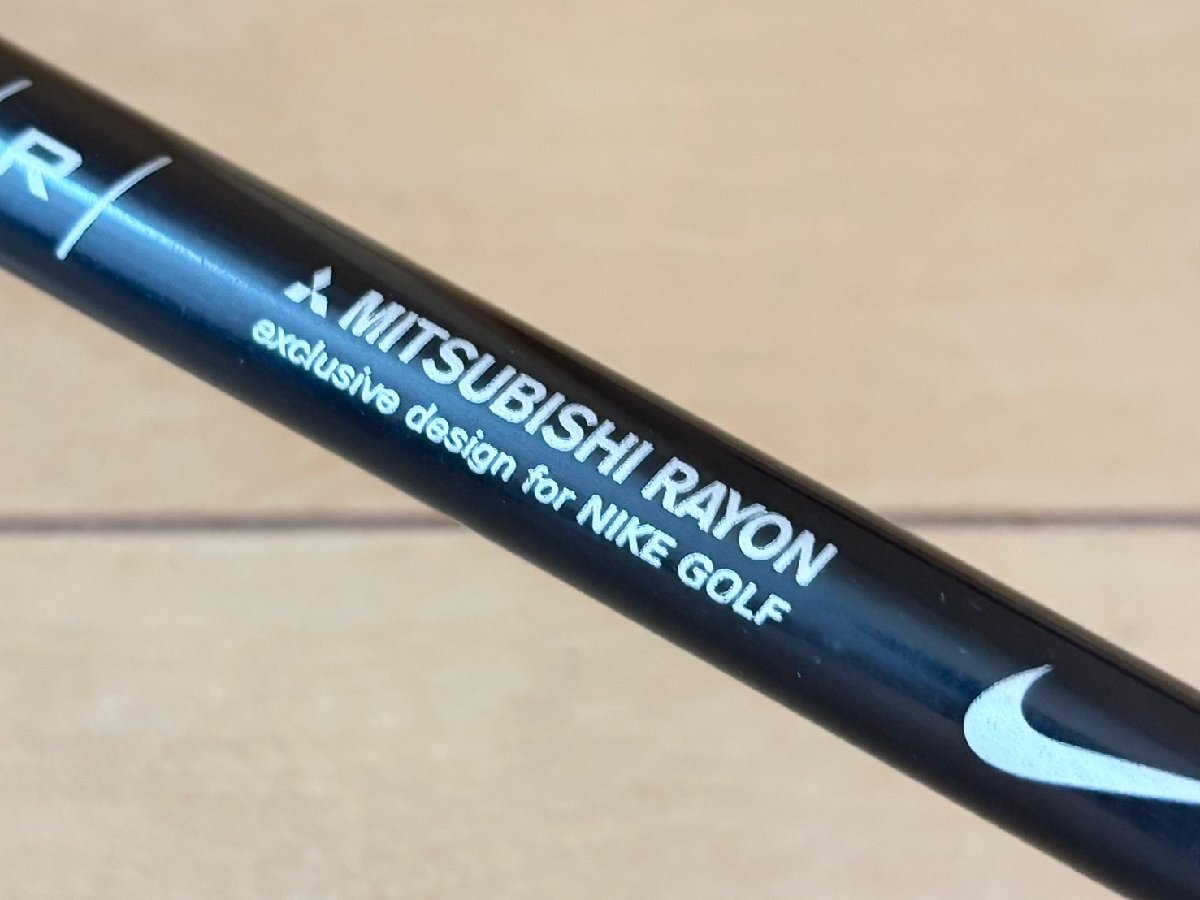 R
MITSUBISHI RAYON
exclusive design for NIKE GOLF